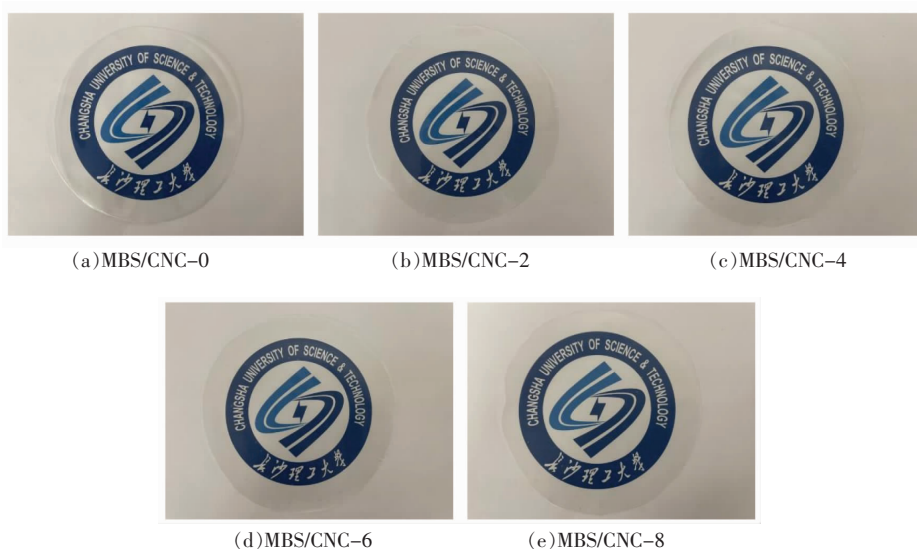 CHANGSHA UNIVERSITY OF SCIENCE & TECHNOLOGY
长沙理工大学
CHANGSHA UNIVERSITY OF SCIENCE & TECHNOLOGY
长沙理工大学
CHANGSHA UNIVERSITY OF SCIENCE & TECHNOLOGY
长沙理工大学
(a)MBS/CNC-0
(b)MBS/CNC-2
(c)MBS/CNC-4
CHANGSHA UNIVERSITY OF SCIENCE & TECHNOLOGY
长沙理工大学
CHANGSHA UNIVERSITY OF SCIENCE & TECHNOLOGY
长沙理工大学
(d)MBS/CNC-6
(e)MBS/CNC-8